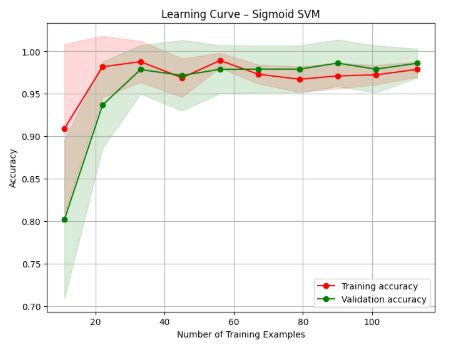 Learning Curve – Sigmoid SVM
Accuracy
1.00
0.95
0.90
0.85
0.80
0.75
0.70
20
40
60
80
100
Number of Training Examples
Training accuracy
Validation accuracy